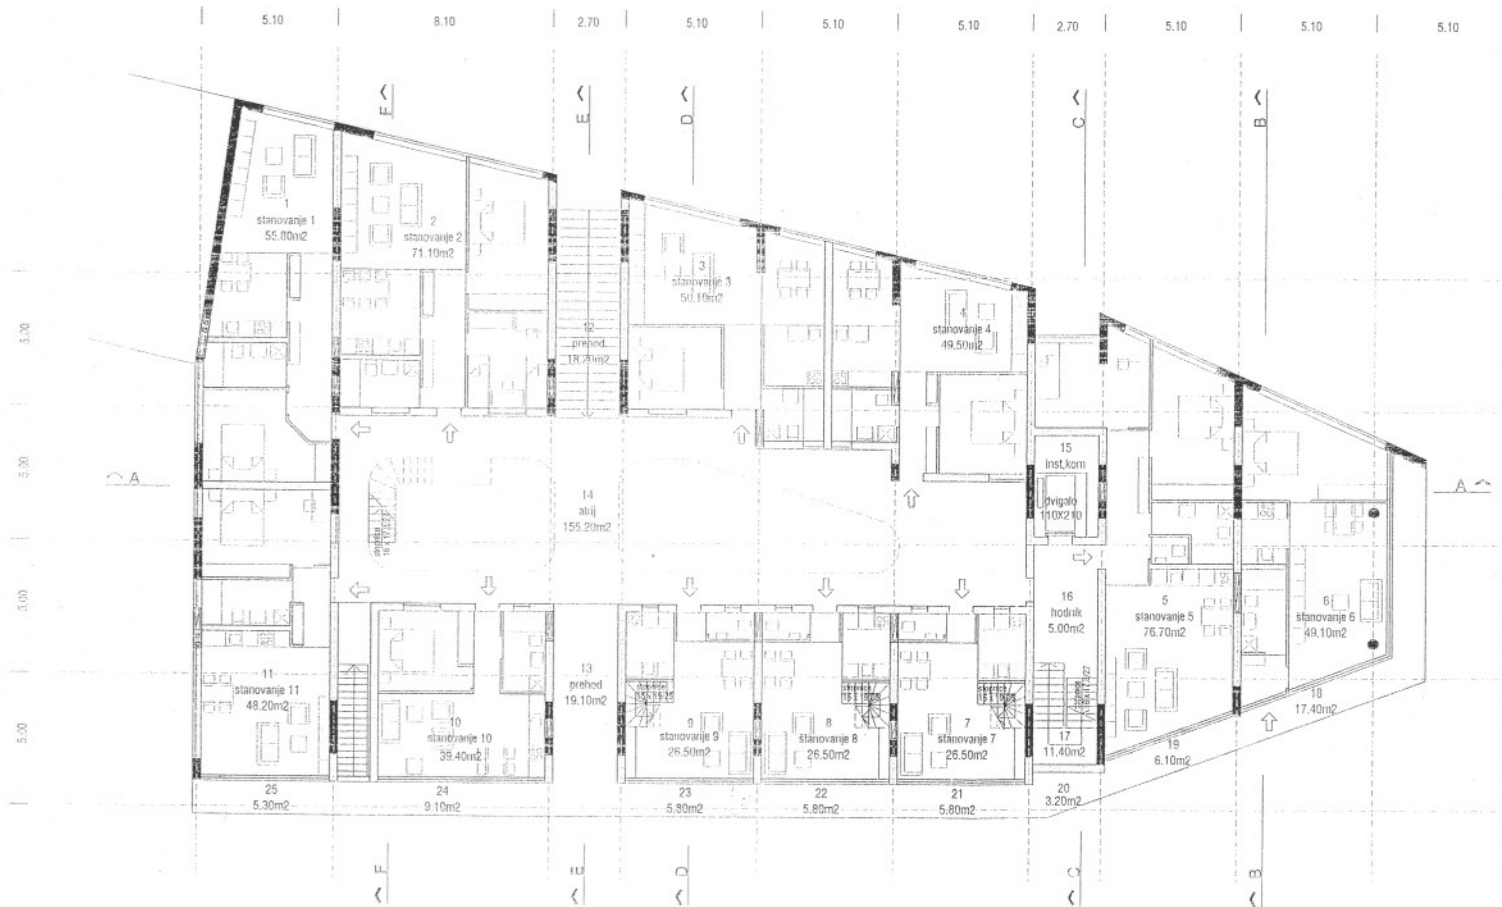 5.10 8.10 2.70 5.10 5.10 5.10 2.70 5.10 5.10 5.10
F E D C B
1
stanovanje 1
55.80m2
2
stanovanje 2
71.10m2
3
stanovanje 3
50.10m2
4
stanovanje 4
49.50m2
12
prehod
18.20m2
5.00
5.00
5.00
5.00
A
A
14
atrij
155.20m2
15
inst.kom
dvigalo
110X210
16
hodnik
5.00m2
5
stanovanje 5
76.70m2
6
stanovanje 6
49.10m2
11
stanovanje 11
48.20m2
13
prehod
19.10m2
10
stanovanje 10
39.40m2
9
stanovanje 9
26.50m2
8
stanovanje 8
26.50m2
7
stanovanje 7
26.50m2
17
11.40m2
18
17.40m2
19
6.10m2
25
5.30m2
24
9.10m2
23
5.80m2
22
5.80m2
21
5.80m2
20
3.20m2
F E D C B